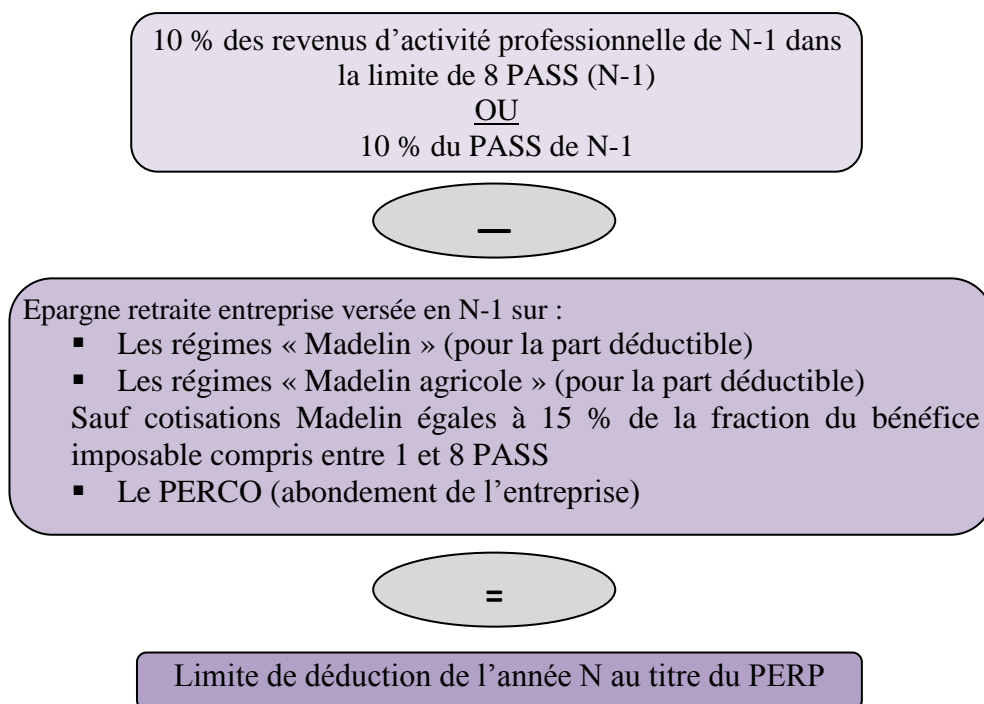 10 % des revenus d’activité professionnelle de N-1 dans
la limite de 8 PASS (N-1)
OU
10 % du PASS de N-1
—
Epargne retraite entreprise versée en N-1 sur :
▪ Les régimes « Madelin » (pour la part déductible)
▪ Les régimes « Madelin agricole » (pour la part déductible)
Sauf cotisations Madelin égales à 15 % de la fraction du bénéfice
imposable compris entre 1 et 8 PASS
▪ Le PERCO (abondement de l’entreprise)
=
Limite de déduction de l’année N au titre du PERP